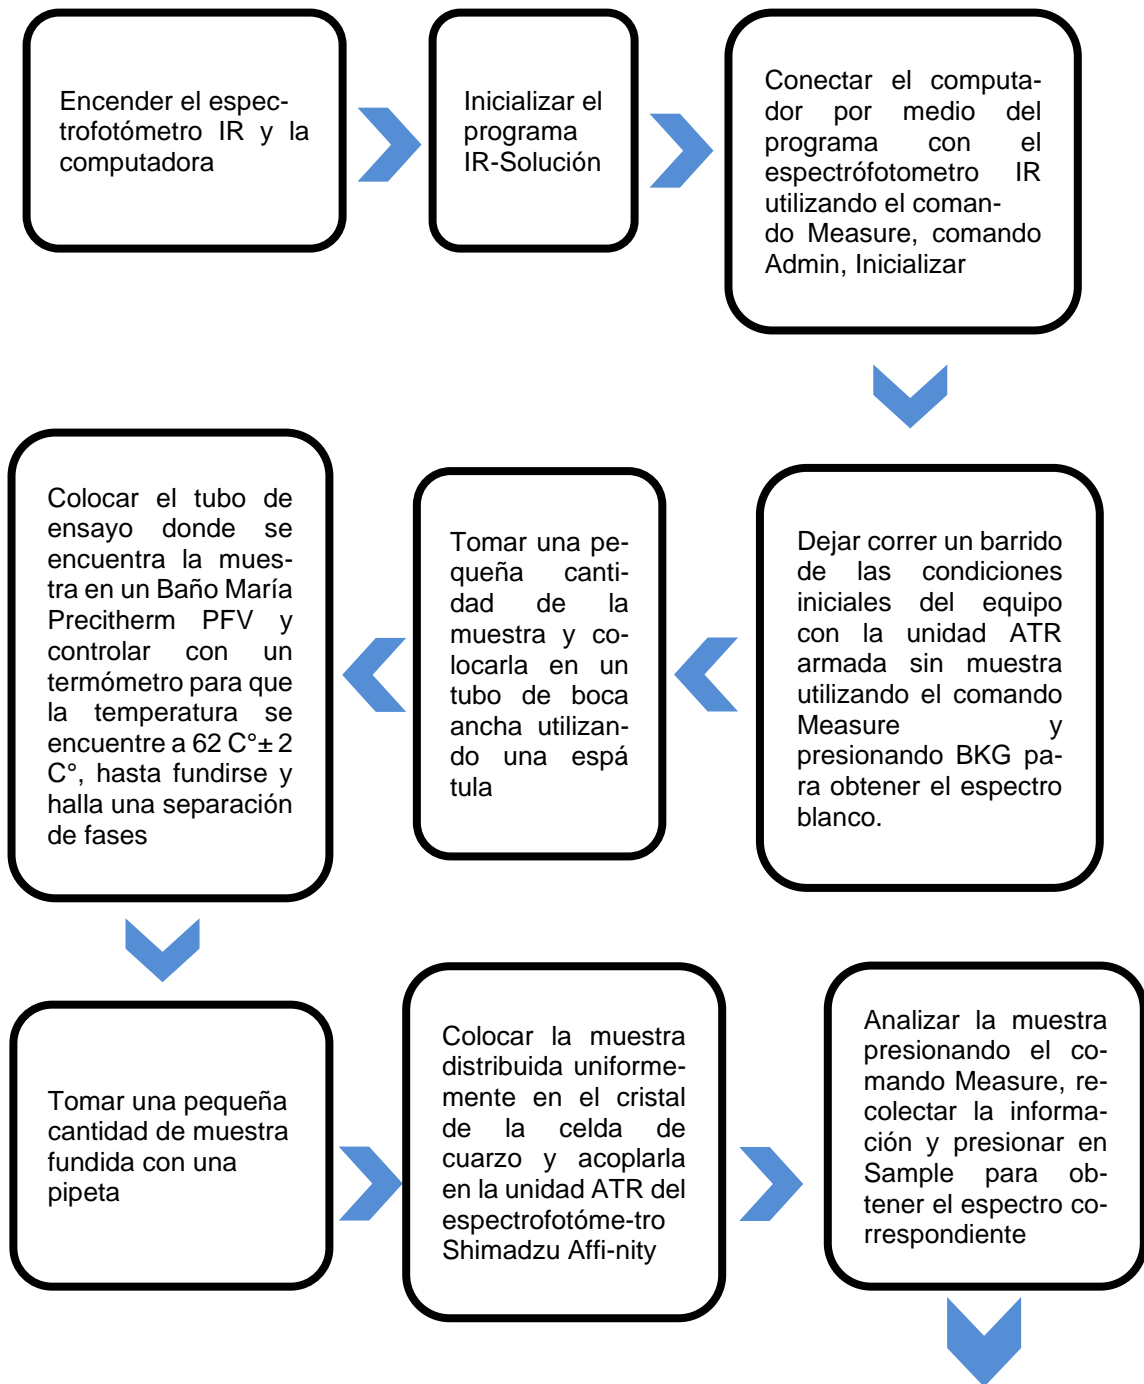 Encender el espec-
trofotómetro IR y la
computadora
Inicializar el
programa
IR-Solución
Conectar el computa-
dor por medio del
programa con el
espectrófotometro IR
utilizando el coman-
do Measure, comando
Admin, Inicializar
Dejar correr un barrido
de las condiciones
iniciales del equipo
con la unidad ATR
armada sin muestra
utilizando el comando
Measure y
presionando BKG pa-
ra obtener el espectro
blanco.
Tomar una pe-
queña canti-
dad de la
muestra y co-
locarla en un
tubo de boca
ancha utilizan-
do una espá
tula
Colocar el tubo de
ensayo donde se
encuentra la mues-
tra en un Baño María
Precitherm PFV y
controlar con un
termómetro para que
la temperatura se
encuentre a 62 C°± 2
C°, hasta fundirse y
halla una separación
de fases
Tomar una pequeña
cantidad de muestra
fundida con una
pipeta
Colocar la muestra
distribuida uniforme-
mente en el cristal
de la celda de
cuarzo y acoplarla
en la unidad ATR del
espectrofotóme-tro
Shimadzu Affi-nity
Analizar la muestra
presionando el co-
mando Measure, re-
colectar la informa-
ción y presionar en
Sample para ob-
tener el espectro co-
rrespondiente